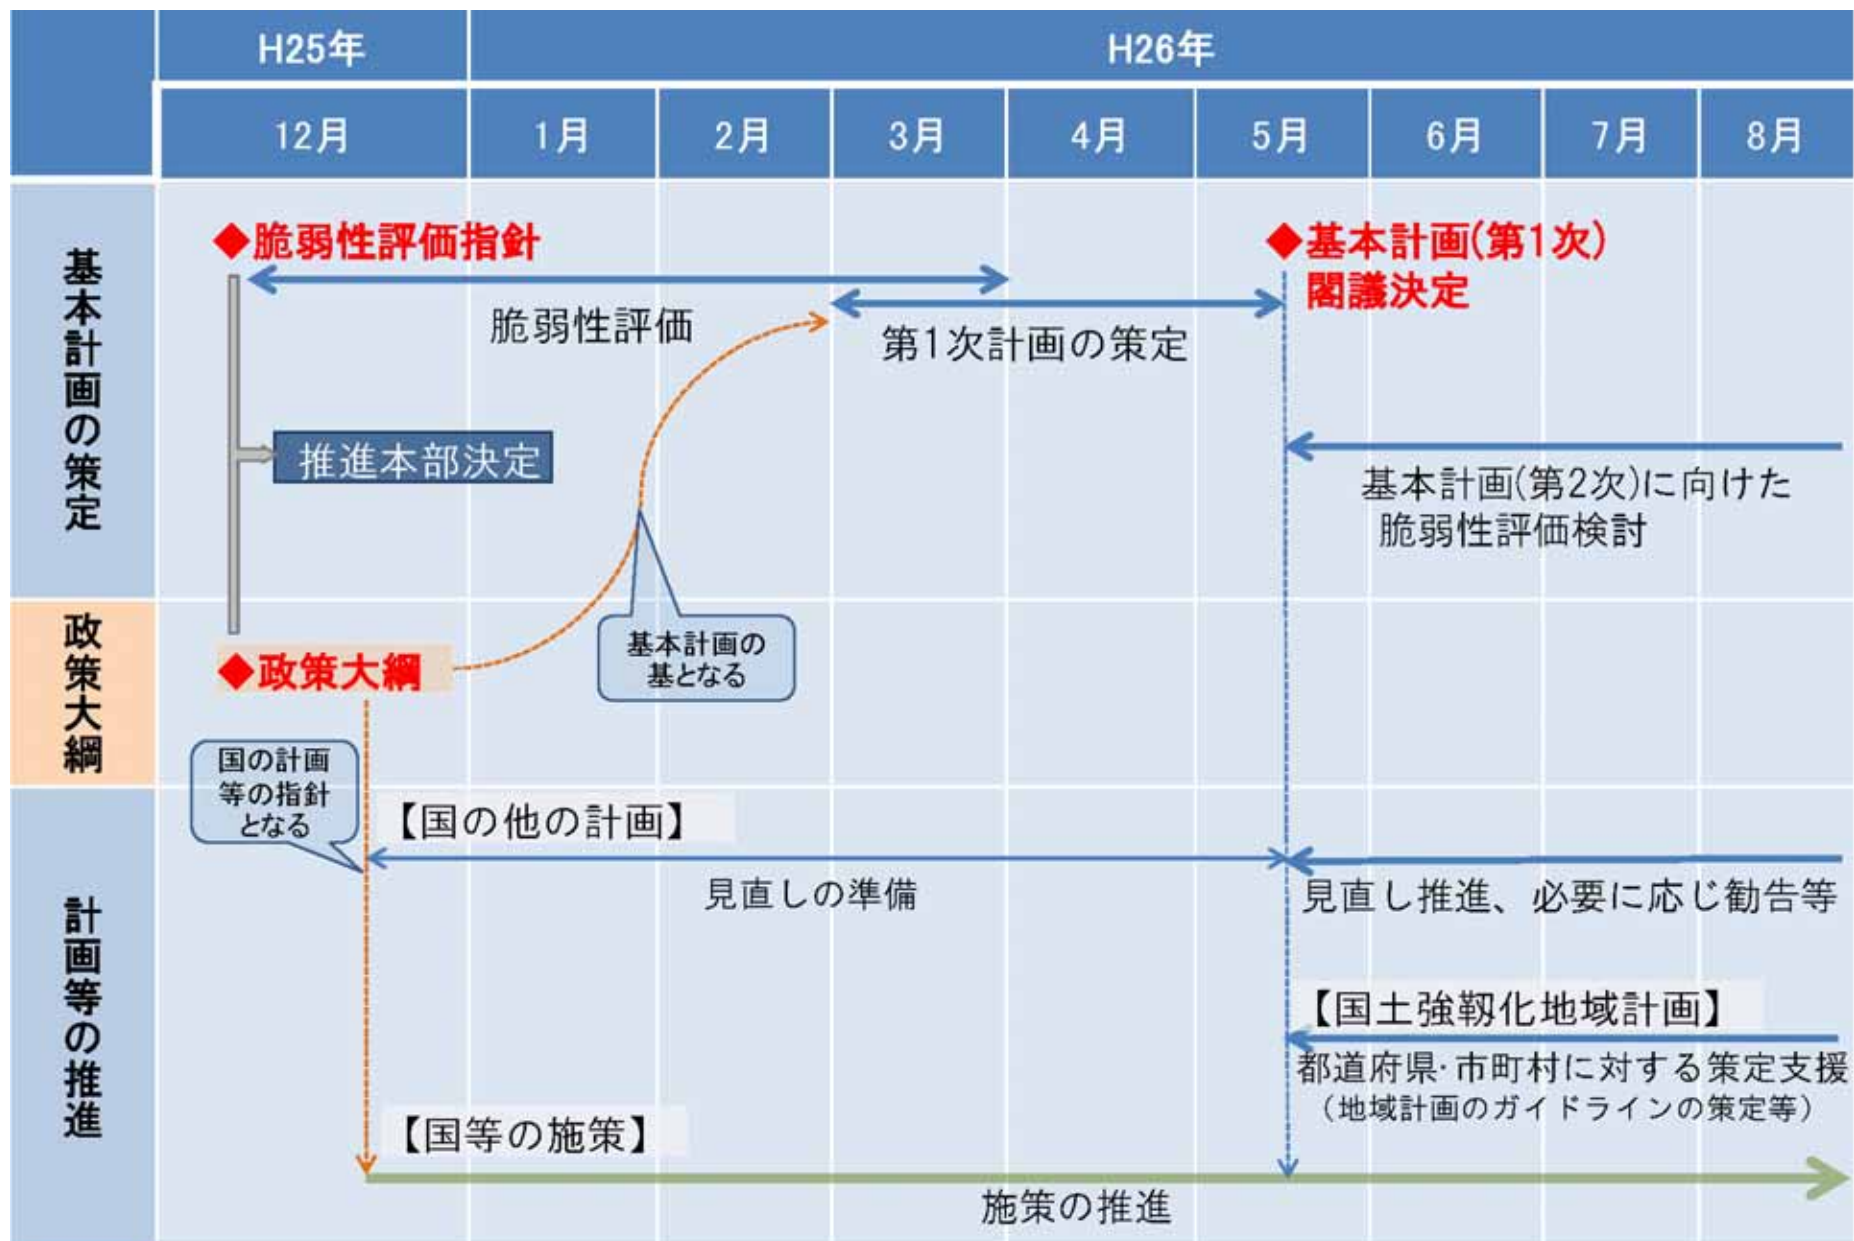 H25年
H26年
12月
1月
2月
3月
4月
5月
6月
7月
8月
基本計画の策定
◆脆弱性評価指針
脆弱性評価
◆基本計画(第1次)
閣議決定
第1次計画の策定
推進本部決定
基本計画(第2次)に向けた
脆弱性評価検討
政策大綱
◆政策大綱
基本計画の
基となる
計画等の推進
国の計画
等の指針
となる
【国の他の計画】
見直しの準備
見直し推進、必要に応じ勧告等
【国土強靱化地域計画】
都道府県・市町村に対する策定支援
（地域計画のガイドラインの策定等）
【国等の施策】
施策の推進